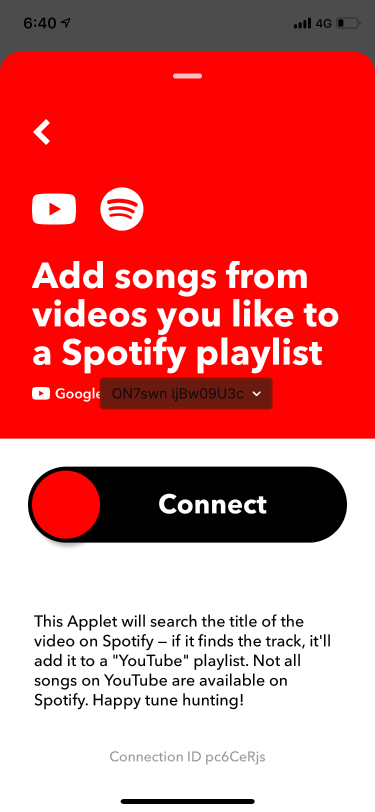 6:40
4G
Add songs from
videos you like to
a Spotify playlist
Google
ON7swn ljBw09U3c
Connect
This Applet will search the title of the
video on Spotify – if it finds the track, it'll
add it to a "YouTube" playlist. Not all
songs on YouTube are available on
Spotify. Happy tune hunting!
Connection ID pc6CeRjs